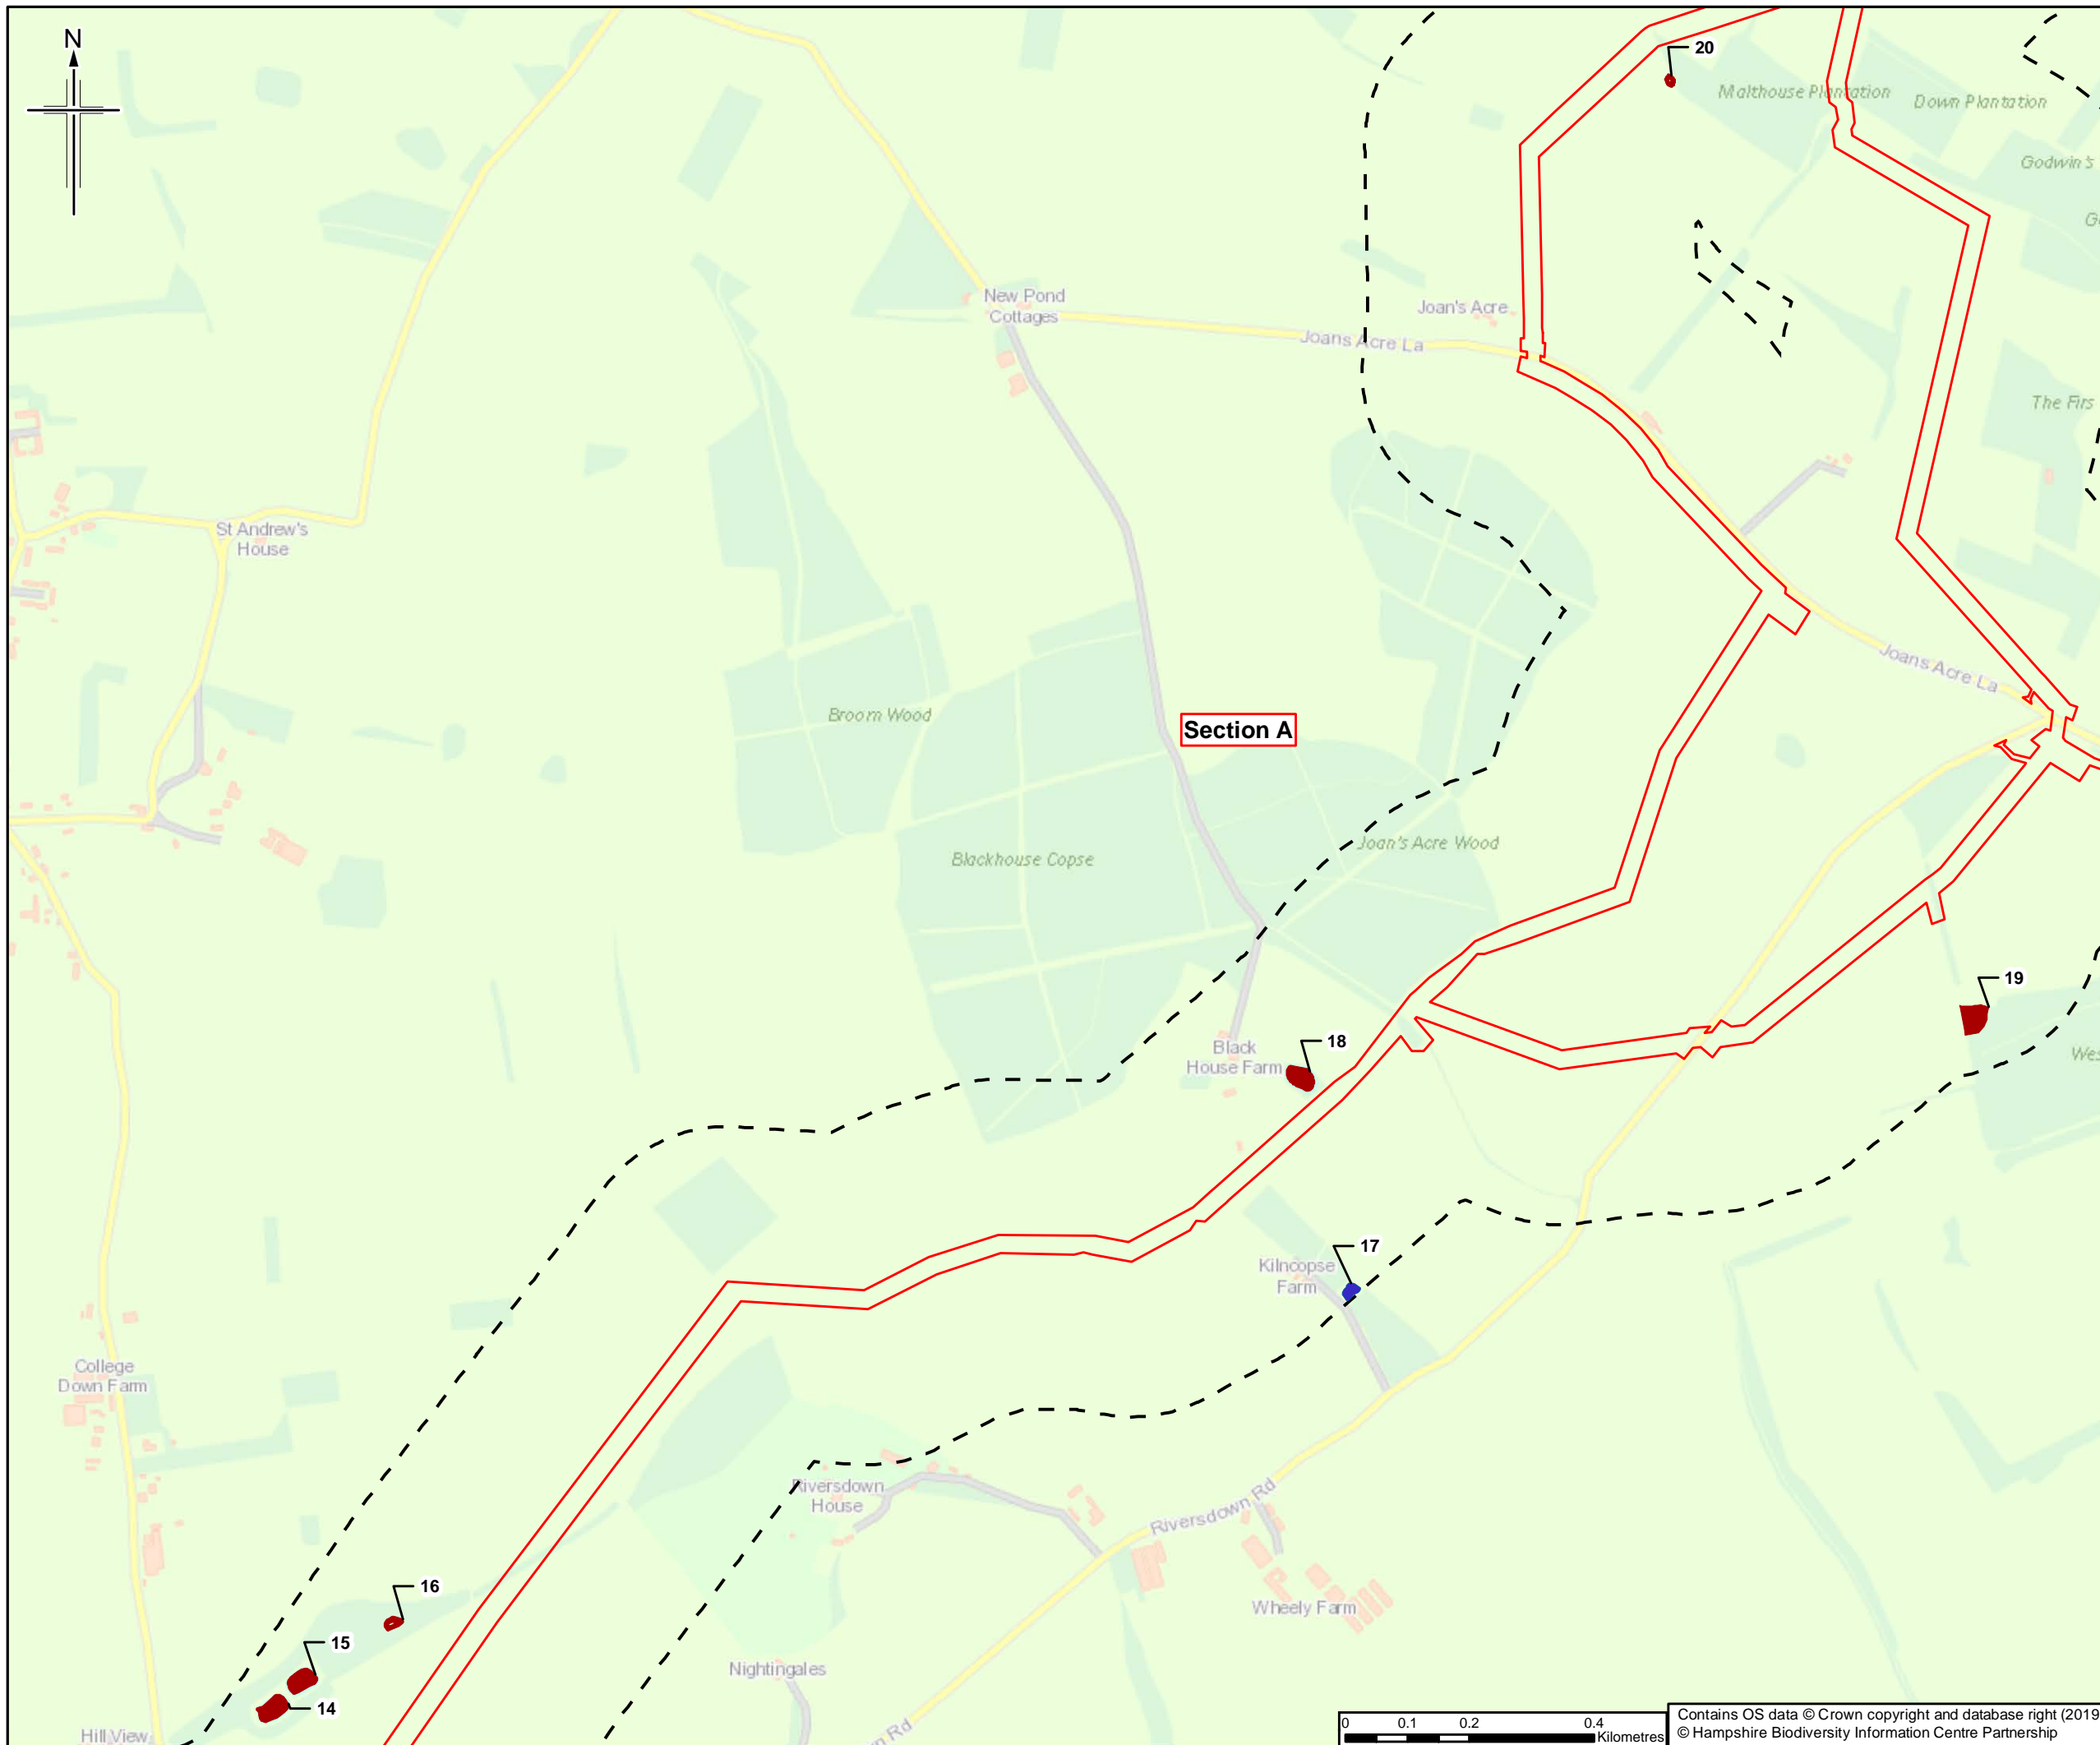 N
20
Malthouse Plantation
Down Plantation
Godwin's
New Pond
Cottages
Joan's Acre
Joans Acre La
The Firs
St Andrew's
House
Joans Acre La
Broom Wood
Section A
Joan's Acre Wood
Blackhouse Copse
19
18
Black
House Farm
17
Kilncopse
Farm
College
Down Farm
Riversdown
House
Riversdown Rd
16
Wheely Farm
15
Nightingales
14
Hill View
Rd
0 0.1 0.2 0.4
Kilometres
Contains OS data © Crown copyright and database right (2019
© Hampshire Biodiversity Information Centre Partnership